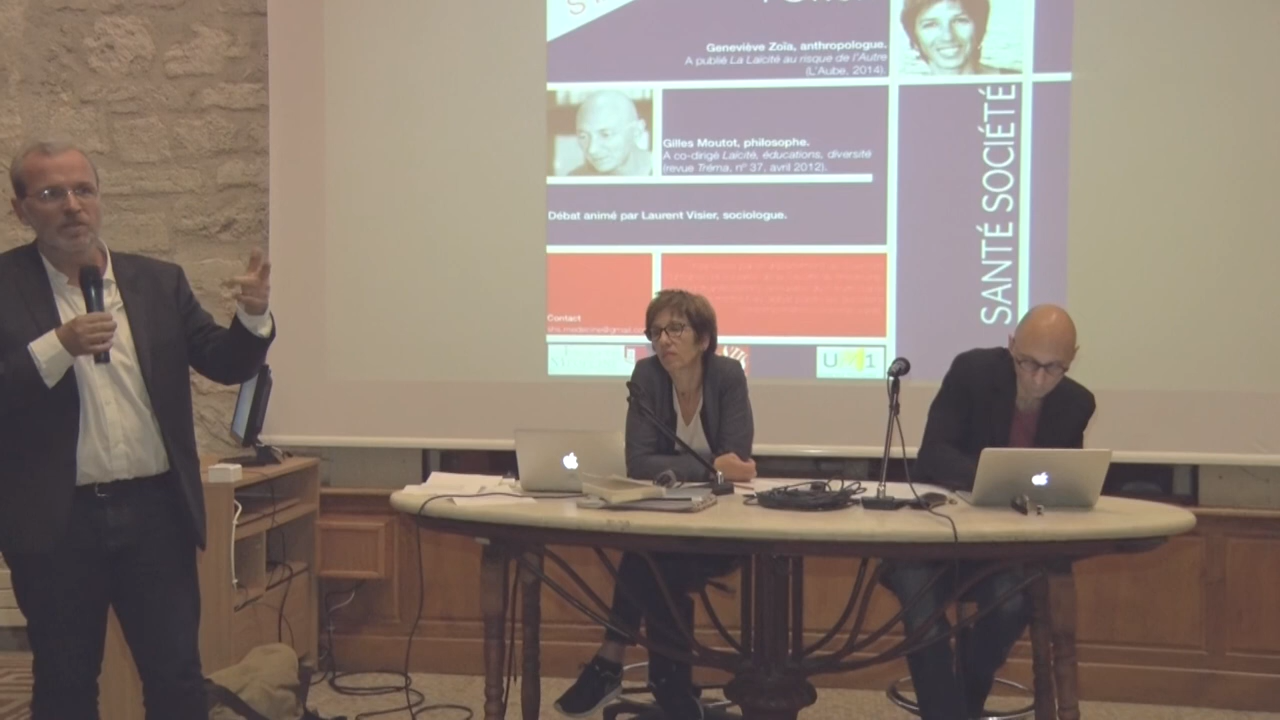 Geneviève Zoïa, anthropologue.
A publié La Laïcité au risque de l'Autre
(L'Aube, 2014).
Gilles Moutot, philosophe.
A co-dirigé Laïcité, éducations, diversité
(revue Tréma, n° 37, avril 2012).
Débat animé par Laurent Visier, sociologue.
SANTÉ SOCIÉTÉ
Contact
UM1